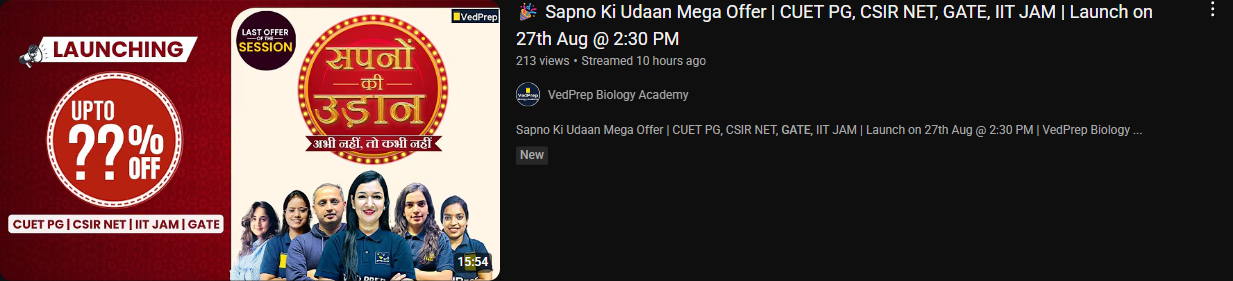 LAUNCHING
UPTO
??%
OFF
CUET PG | CSIR NET | IIT JAM | GATE
LAST OFFER
OF THE
SESSION
VedPrep
सपनों
की
उड़ान
अभी नहीं, तो कभी नहीं
15:54
Sapno Ki Udaan Mega Offer | CUET PG, CSIR NET, GATE, IIT JAM | Launch on
27th Aug @ 2:30 PM
213 views • Streamed 10 hours ago
VedPrep
VedPrep Biology Academy
Sapno Ki Udaan Mega Offer | CUET PG, CSIR NET, GATE, IIT JAM | Launch on 27th Aug @ 2:30 PM | VedPrep Biology ...
New